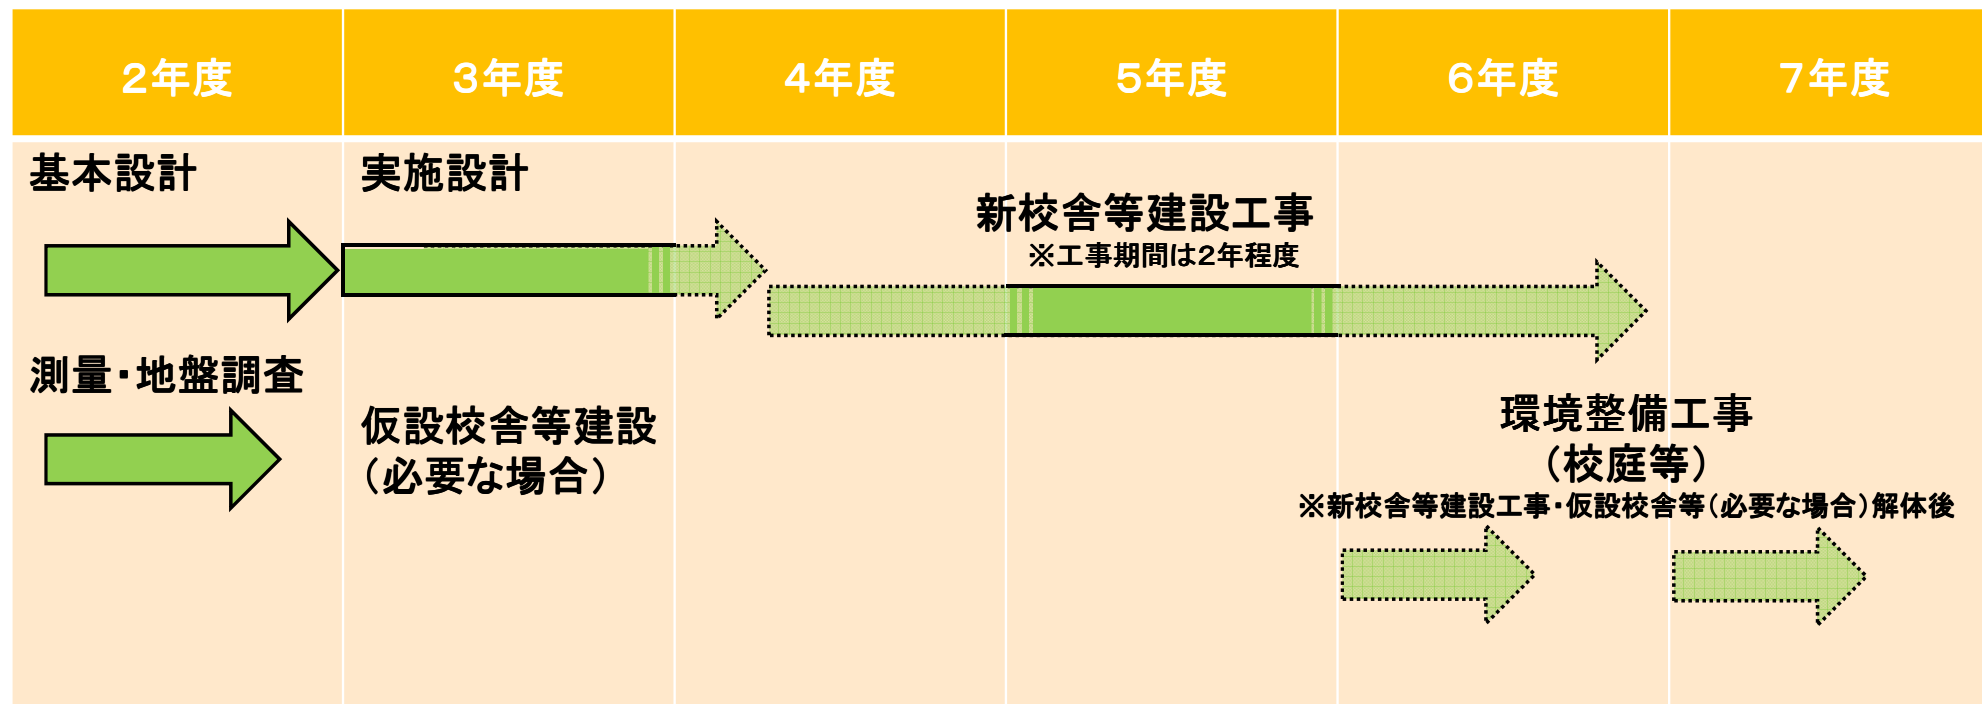 ２年度
３年度
４年度
５年度
６年度
７年度
基本設計
実施設計
新校舎等建設工事
※工事期間は２年程度
測量・地盤調査
仮設校舎等建設
（必要な場合）
環境整備工事
（校庭等）
※新校舎等建設工事・仮設校舎等（必要な場合）解体後